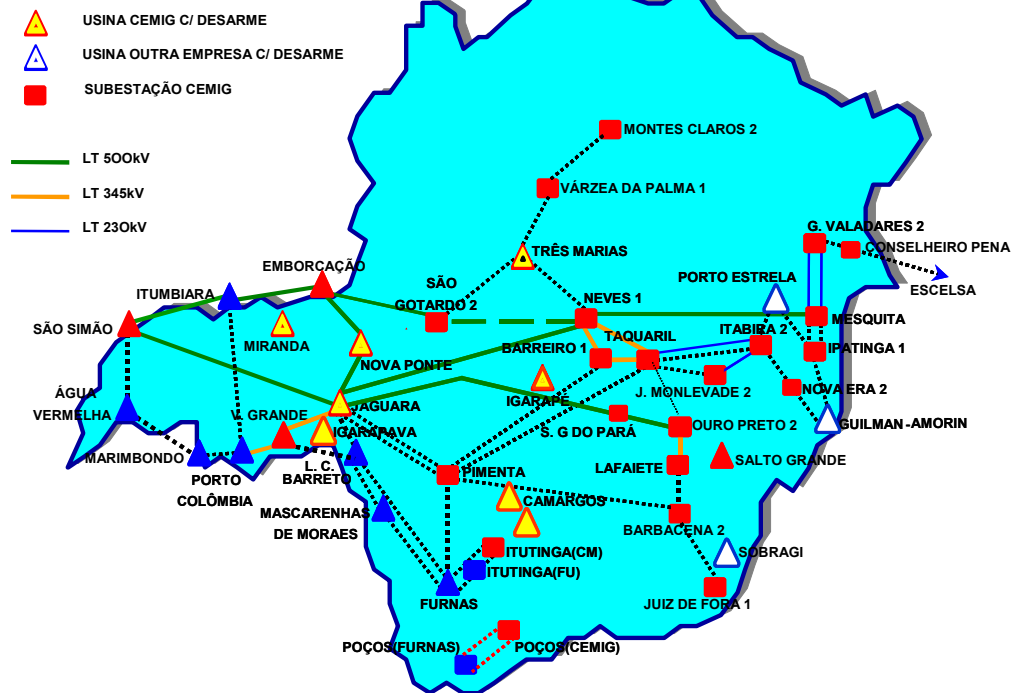 USINA CEMIG C/ DESARME
USINA OUTRA EMPRESA C/ DESARME
SUBESTAÇÃO CEMIG
LT 500kV
LT 345kV
LT 230kV
MONTES CLAROS 2
VÁRZEA DA PALMA 1
G. VALADARES 2
CONSELHEIRO PENA
TRÊS MARIAS
EMBORCAÇÃO
PORTO ESTRELA
ESCELSA
ITUMBIARA
SÃO
GOTARDO 2
NEVES 1
MESQUITA
SÃO SIMÃO
MIRANDA
TAQUARIL
ITABIRA 2
BARREIRO 1
IPATINGA 1
NOVA PONTE
J. MONLEVADE 2
NOVA ERA 2
ÁGUA
VERMELHA
IGARAPÉ
JAGUARA
V. GRANDE
S. G DO PARÁ
OURO PRETO 2
GUILMAN-AMORIN
IGARAPAVA
MARIMBONDO
L. C.
BARRETO
PIMENTA
LAFAIETE
SALTO GRANDE
PORTO
COLÔMBIA
CAMARGOS
MASCARENHAS
DE MORAES
BARBACENA 2
ITUTINGA(CM)
SOBRAGI
ITUTINGA(FU)
FURNAS
JUIZ DE FORA 1
POÇOS(FURNAS)
POÇOS(CEMIG)